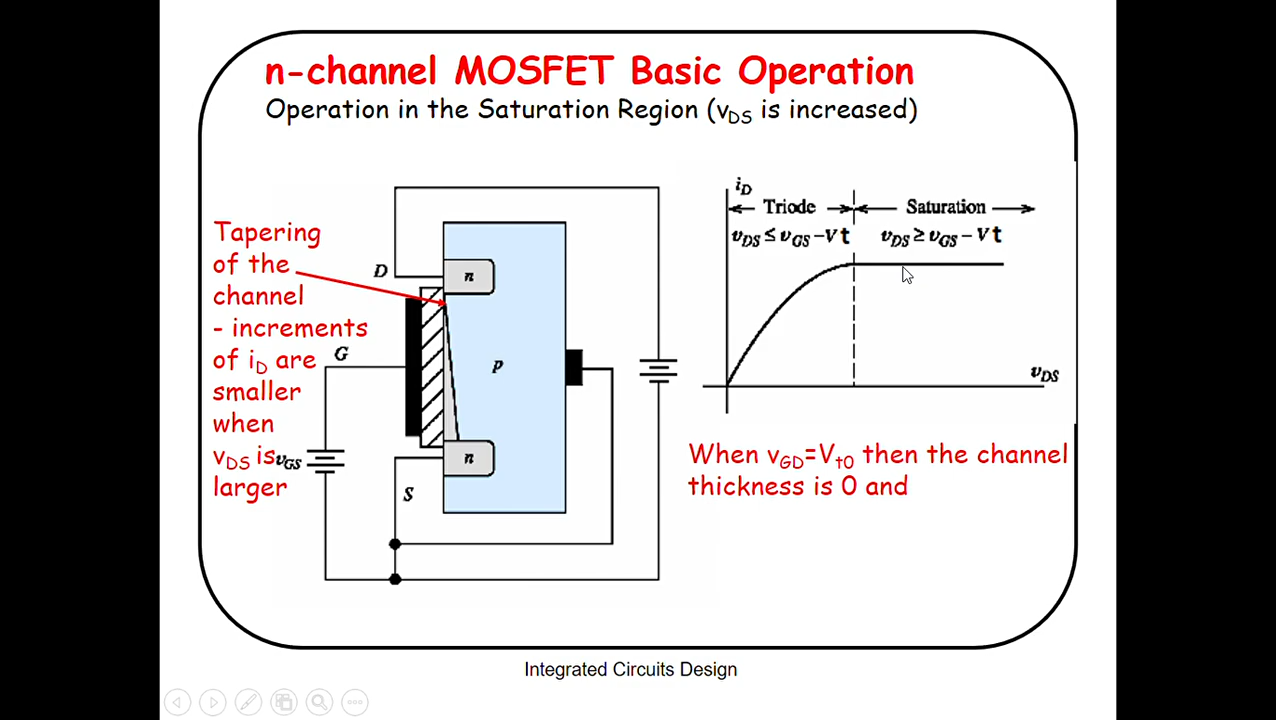 n-channel MOSFET Basic Operation
Operation in the Saturation Region (vDS is increased)
Tapering
of the
channel
- increments
of iD are
smaller
when
vDS is
larger
D
G
S
vGS
n
p
n
iD
Triode
Saturation
vDS ≤ vGS – Vt
vDS ≥ vGS – Vt
vDS
When vGD=Vt0 then the channel
thickness is 0 and
Integrated Circuits Design